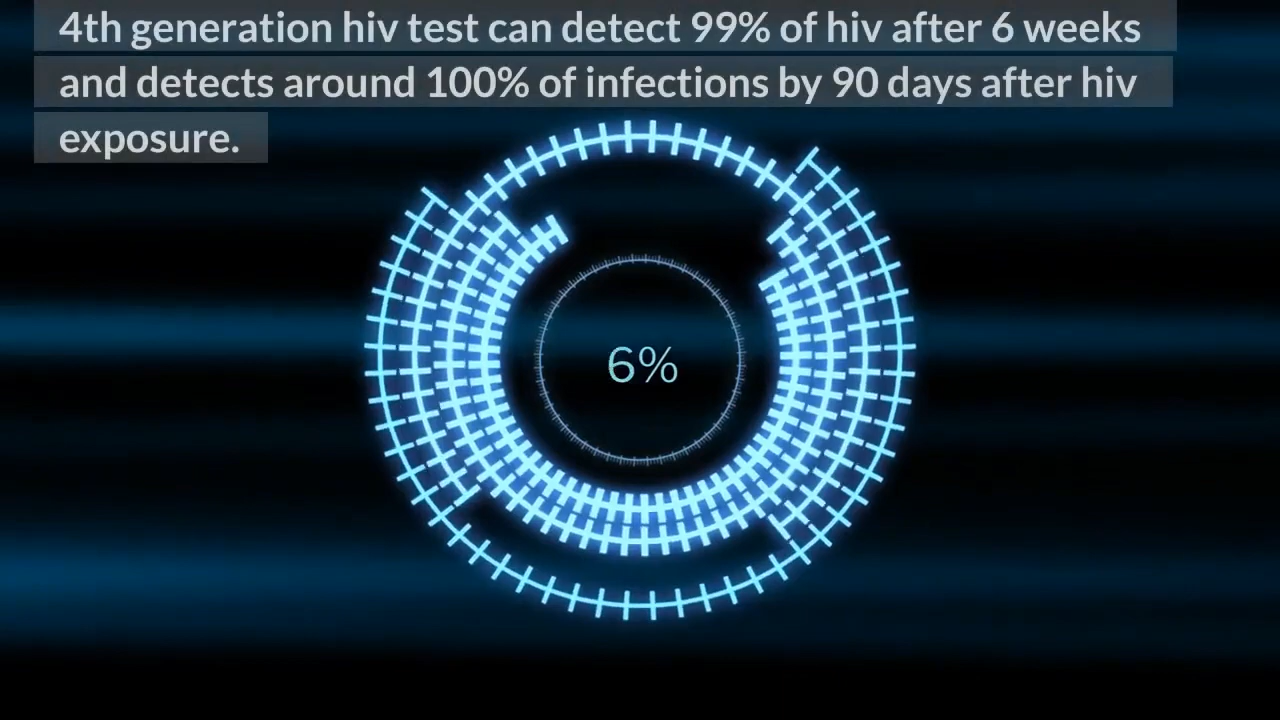 4th generation hiv test can detect 99% of hiv after 6 weeks
and detects around 100% of infections by 90 days after hiv
exposure.
6%